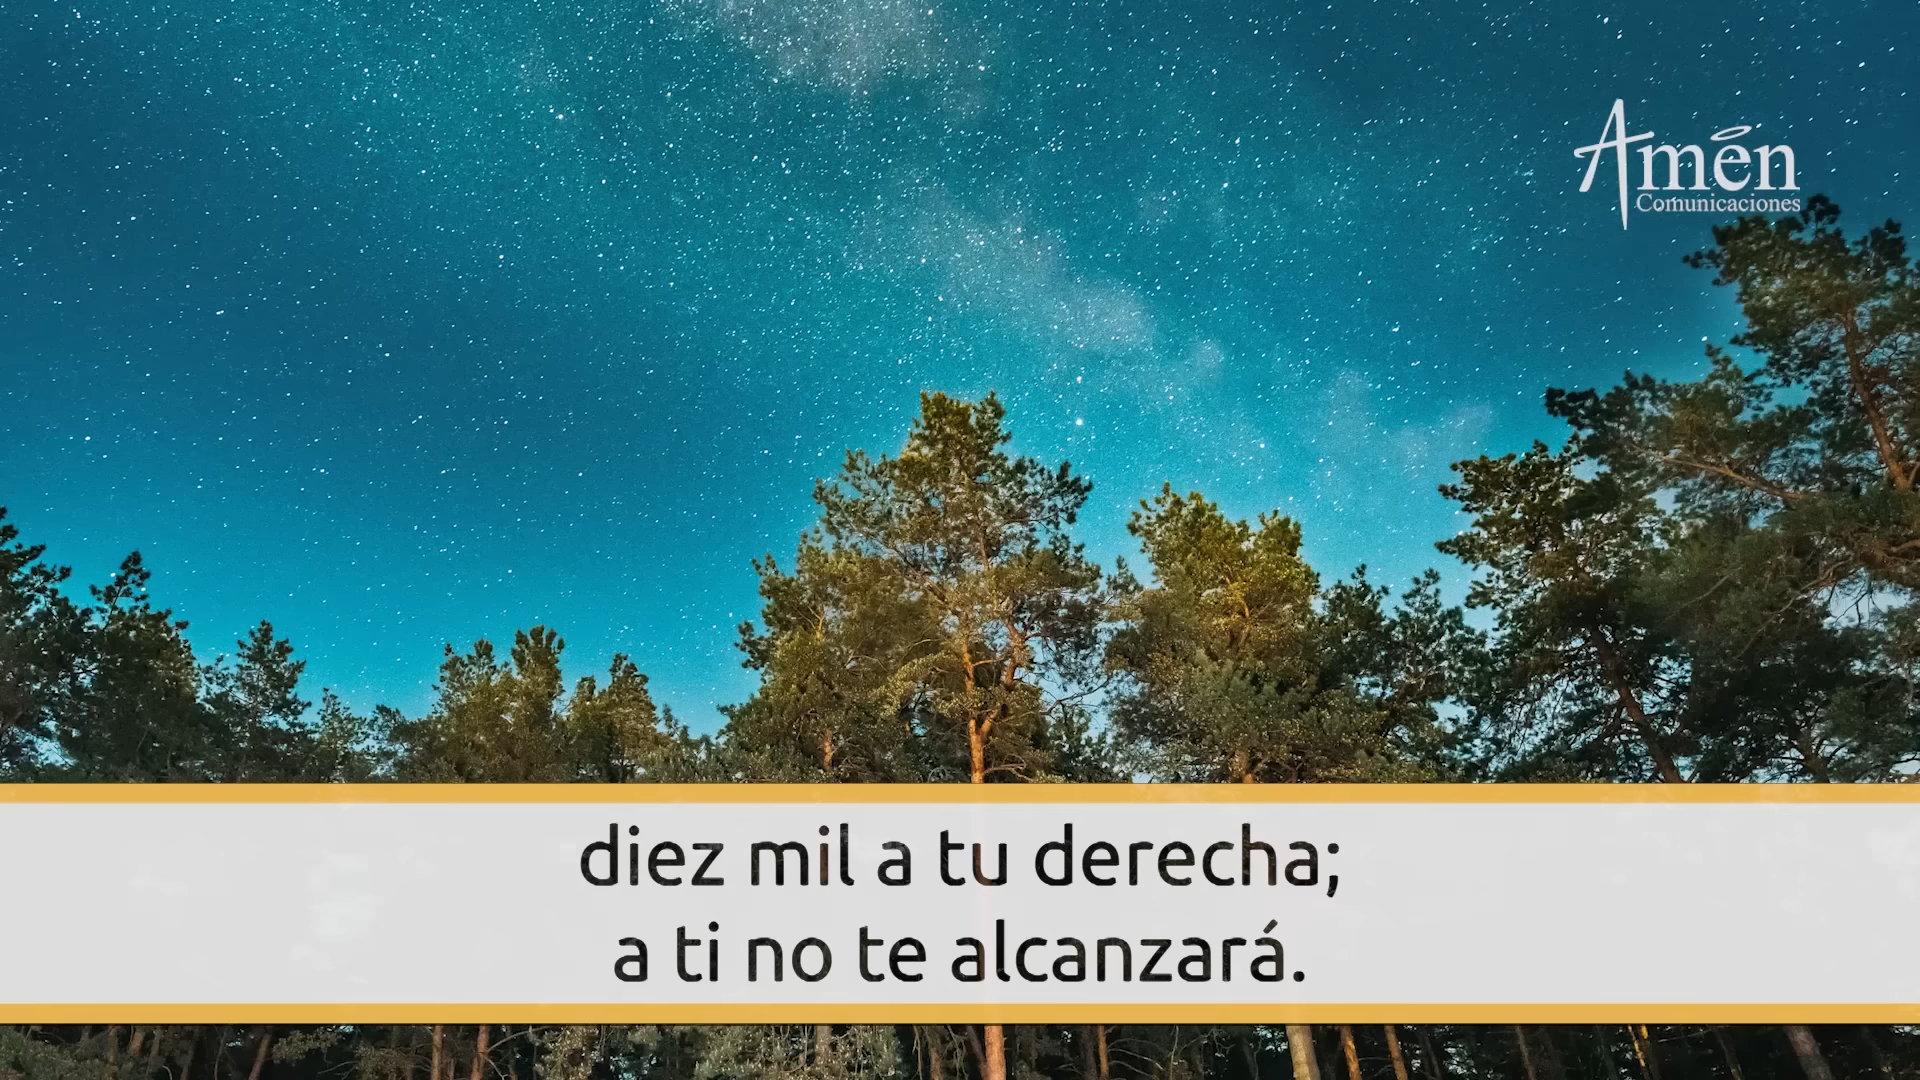 Amén
Comunicaciones
diez mil a tu derecha;
a ti no te alcanzará.